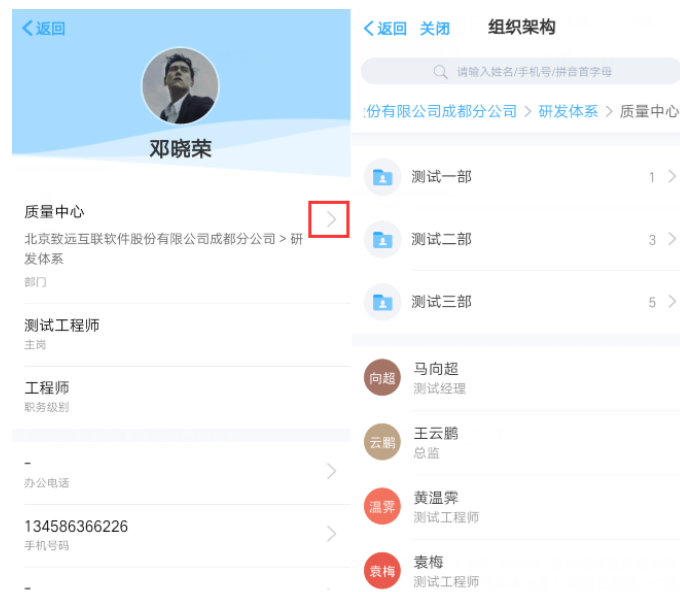 返回
邓晓荣
质量中心
北京致远互联软件股份有限公司成都分公司 > 研
发体系
部门
测试工程师
主岗
工程师
职务级别
-
办公电话
134586366226
手机号码
-
返回 关闭 组织架构
请输入姓名/手机号/拼音首字母
份有限公司成都分公司 > 研发体系 > 质量中心
测试一部 1
测试二部 3
测试三部 5
向超 马向超
测试经理
云鹏 王云鹏
总监
温霁 黄温霁
测试工程师
袁梅 袁梅
测试工程师